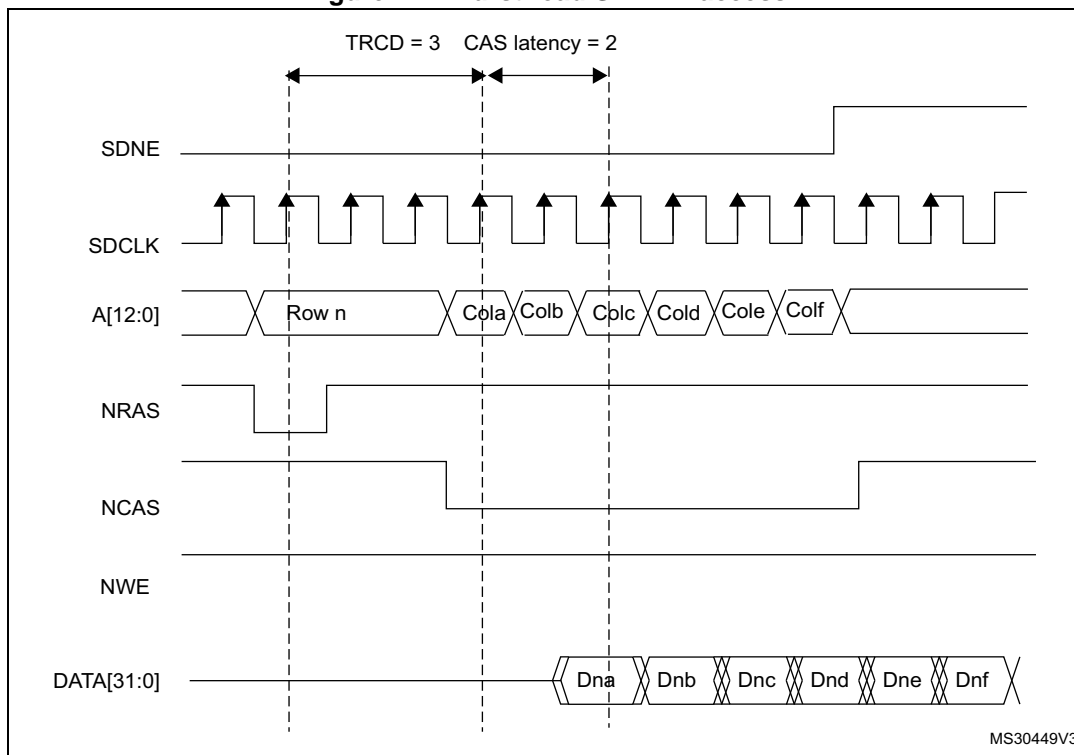 TRCD = 3 CAS latency = 2
SDNE
SDCLK
A[12:0] Row n Cola Colb Colc Cold Cole Colf
NRAS
NCAS
NWE
DATA[31:0] Dna Dnb Dnc Dnd Dne Dnf
MS30449V3